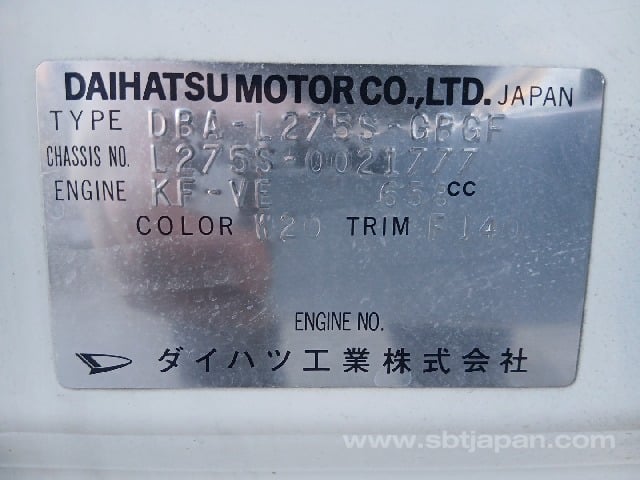 DAIHATSU MOTOR CO.,LTD. JAPAN
TYPE DBA-L275S-GBGF
CHASSIS NO. L275S-0021777
ENGINE KF-VE 658 CC
COLOR W20 TRIM F140
ENGINE NO.
ダイハツ工業株式会社
www.sbtjapan.com